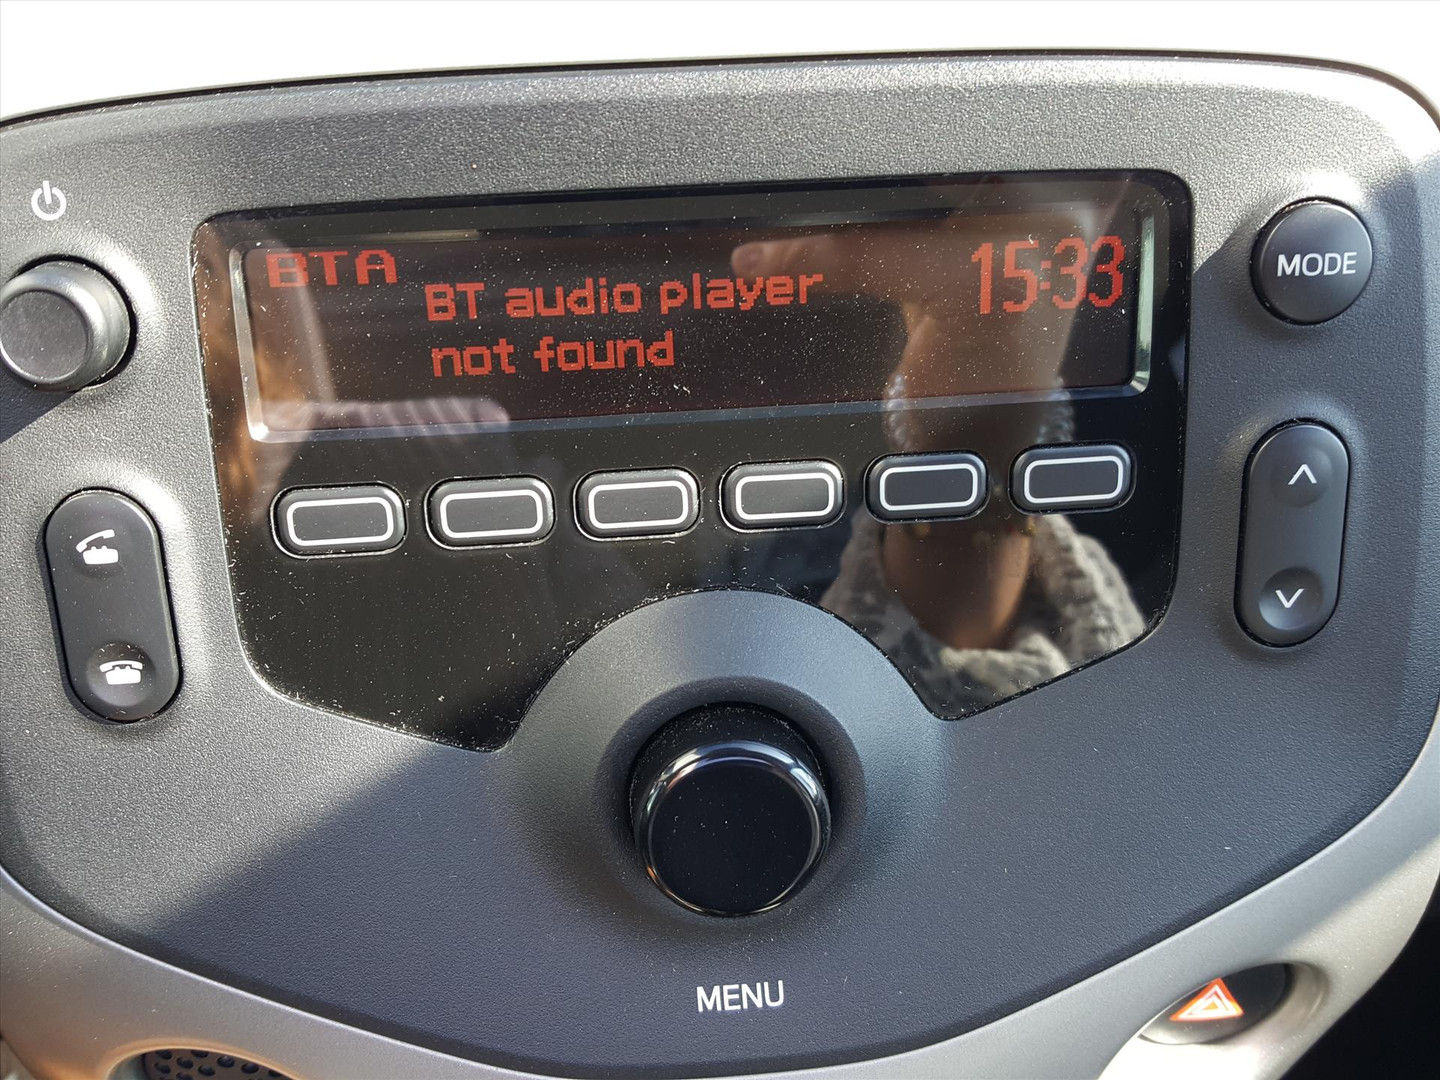 BTA
BT audio player
not found
15:33
MODE
MENU